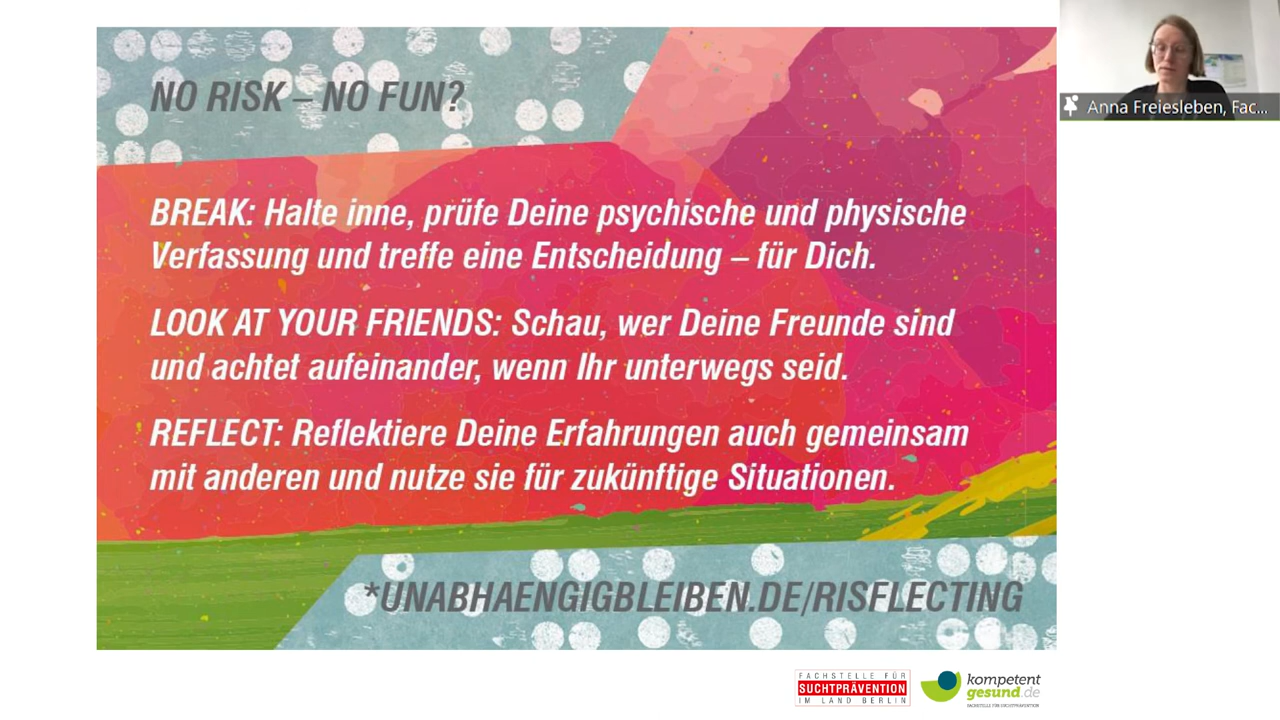 NO RISK – NO FUN?
BREAK: Halte inne, prüfe Deine psychische und physische
Verfassung und treffe eine Entscheidung – für Dich.
LOOK AT YOUR FRIENDS: Schau, wer Deine Freunde sind
und achtet aufeinander, wenn Ihr unterwegs seid.
REFLECT: Reflektiere Deine Erfahrungen auch gemeinsam
mit anderen und nutze sie für zukünftige Situationen.
*UNABHAENGIGBLEIBEN.DE/RISFLECTING
Anna Freiesleben, Fac...
FACHSTELLE FÜR
SUCHTPRÄVENTION
IM LAND BERLIN
kompetent
gesund.de
FACHSTELLE FÜR SUCHTPRÄVENTION